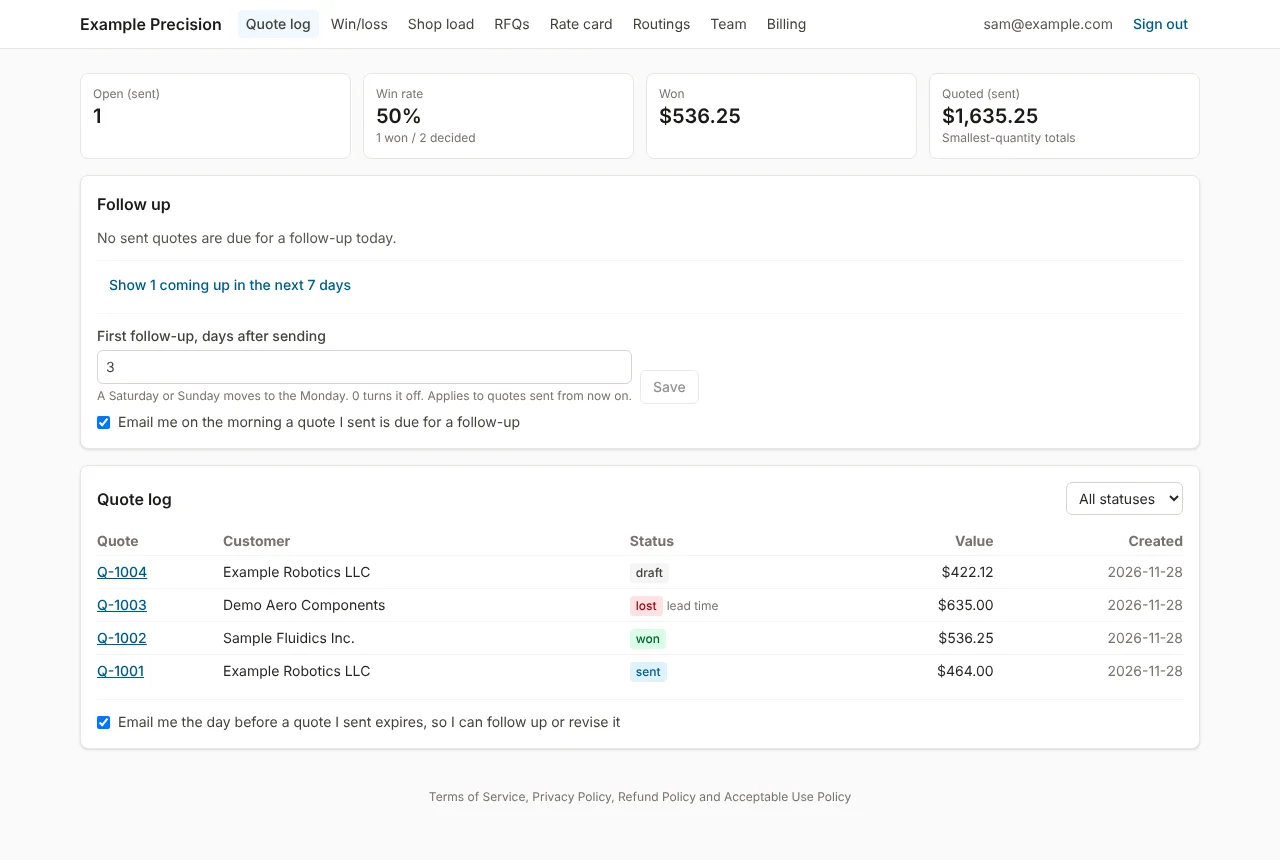 Example Precision Quote log Win/loss Shop load RFQs Rate card Routings Team Billing sam@example.com Sign out
Open (sent)
1
Win rate
50%
1 won / 2 decided
Won
$536.25
Quoted (sent)
$1,635.25
Smallest-quantity totals
Follow up
No sent quotes are due for a follow-up today.
Show 1 coming up in the next 7 days
First follow-up, days after sending
3
A Saturday or Sunday moves to the Monday. 0 turns it off. Applies to quotes sent from now on.
Save
Email me on the morning a quote I sent is due for a follow-up
Quote log
All statuses
Quote Customer Status Value Created
Q-1004 Example Robotics LLC draft $422.12 2026-11-28
Q-1003 Demo Aero Components lost lead time $635.00 2026-11-28
Q-1002 Sample Fluidics Inc. won $536.25 2026-11-28
Q-1001 Example Robotics LLC sent $464.00 2026-11-28
Email me the day before a quote I sent expires, so I can follow up or revise it
Terms of Service, Privacy Policy, Refund Policy and Acceptable Use Policy